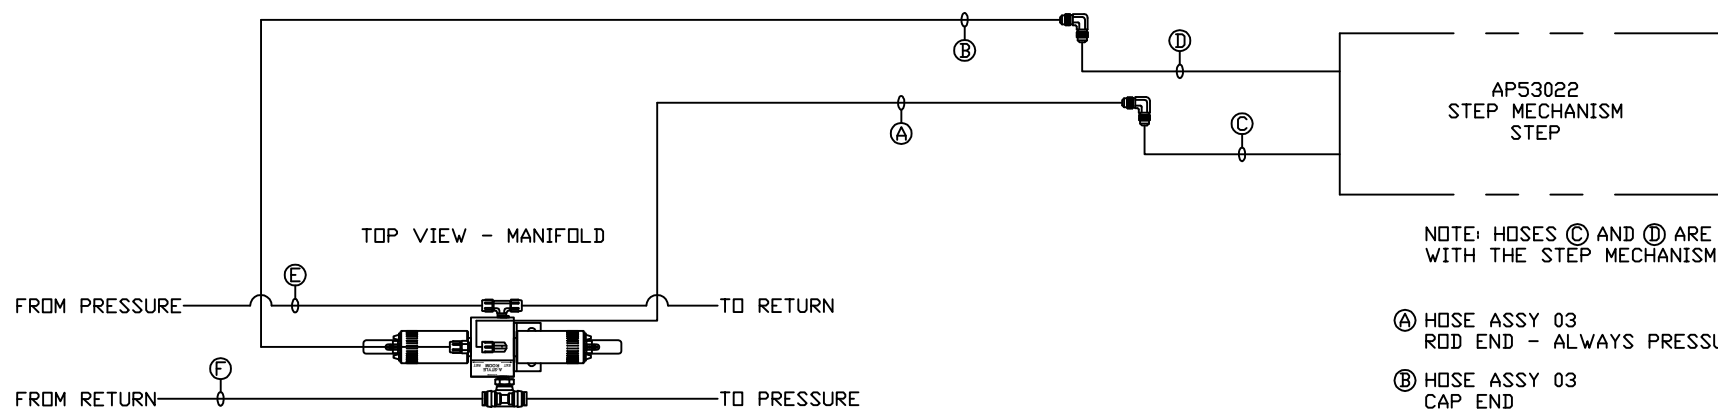 B
D
A
C
AP53022
STEP MECHANISM
STEP
TOP VIEW - MANIFOLD
NOTE: HOSES C AND D ARE
WITH THE STEP MECHANISM
E
FROM PRESSURE
TO RETURN
A HOSE ASSY 03
ROD END - ALWAYS PRESSU
F
B HOSE ASSY 03
CAP END
FROM RETURN
TO PRESSURE